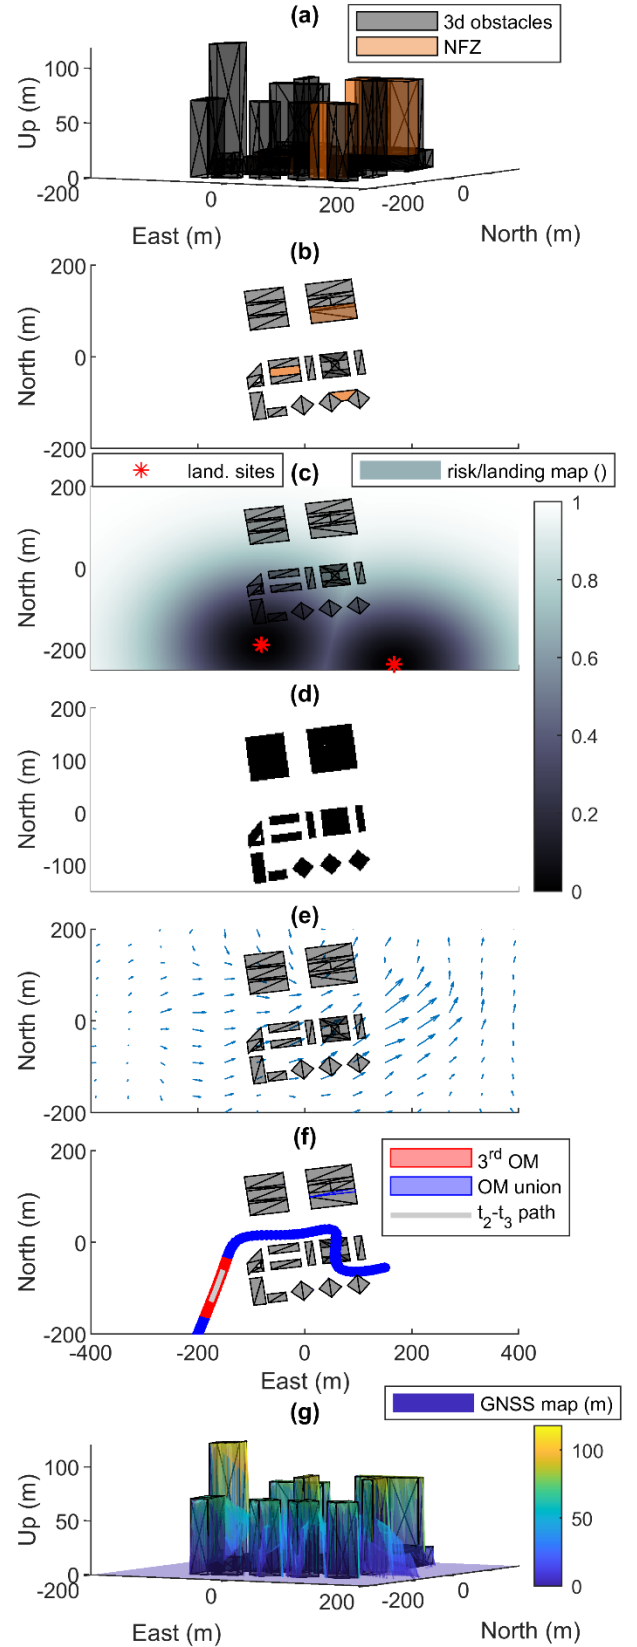 (a)
3d obstacles
NFZ
100
50
0
Up (m)
-200
0
200
-200
0
East (m)
North (m)
(b)
200
0
-200
North (m)
land. sites
(c)
risk/landing map ()
200
0
-200
North (m)
1
0.8
0.6
0.4
0.2
0
(d)
200
100
0
-100
North (m)
(e)
200
0
-200
North (m)
(f)
3rd OM
OM union
t2-t3 path
200
0
-200
North (m)
-400
-200
0
200
400
East (m)
GNSS map (m)
(g)
100
50
0
Up (m)
-200
0
200
-200
0
East (m)
North (m)
100
50
0